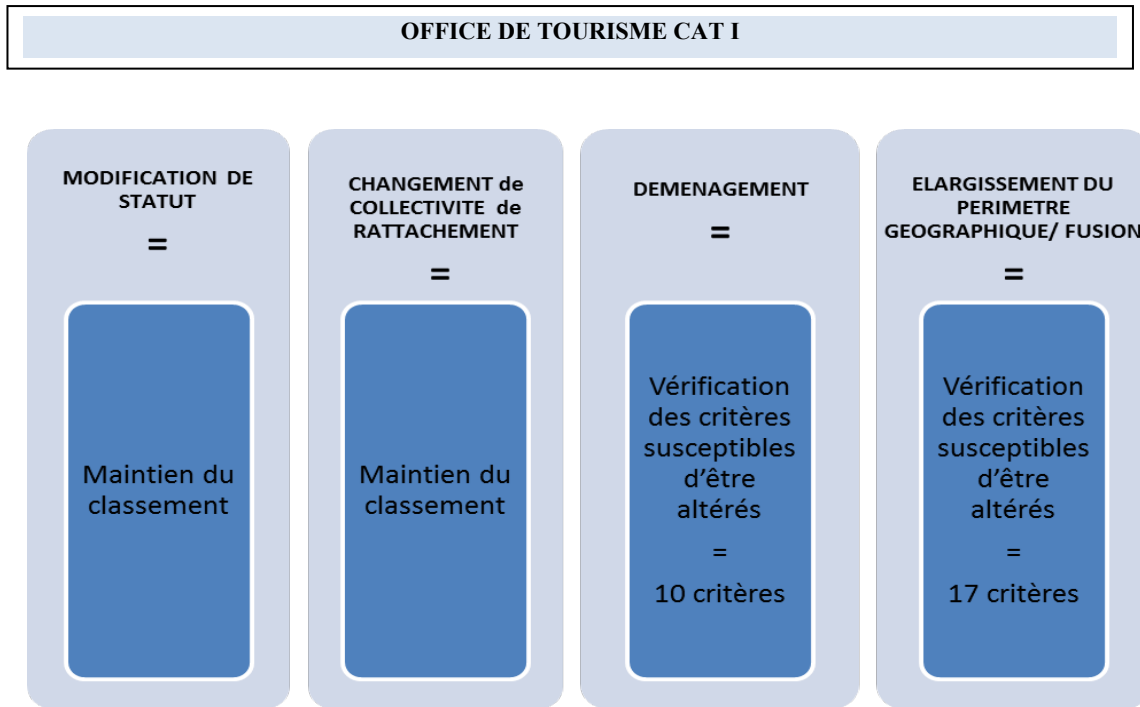 OFFICE DE TOURISME CAT I
MODIFICATION DE
STATUT
=
Maintien du
classement
CHANGEMENT de
COLLECTIVITE de
RATTACHEMENT
=
Maintien du
classement
DEMENAGEMENT
=
Vérification
des critères
susceptibles
d’être
altérés
=
10 critères
ELARGISSEMENT DU
PERIMETRE
GEOGRAPHIQUE/ FUSION
=
Vérification
des critères
susceptibles
d’être
altérés
=
17 critères